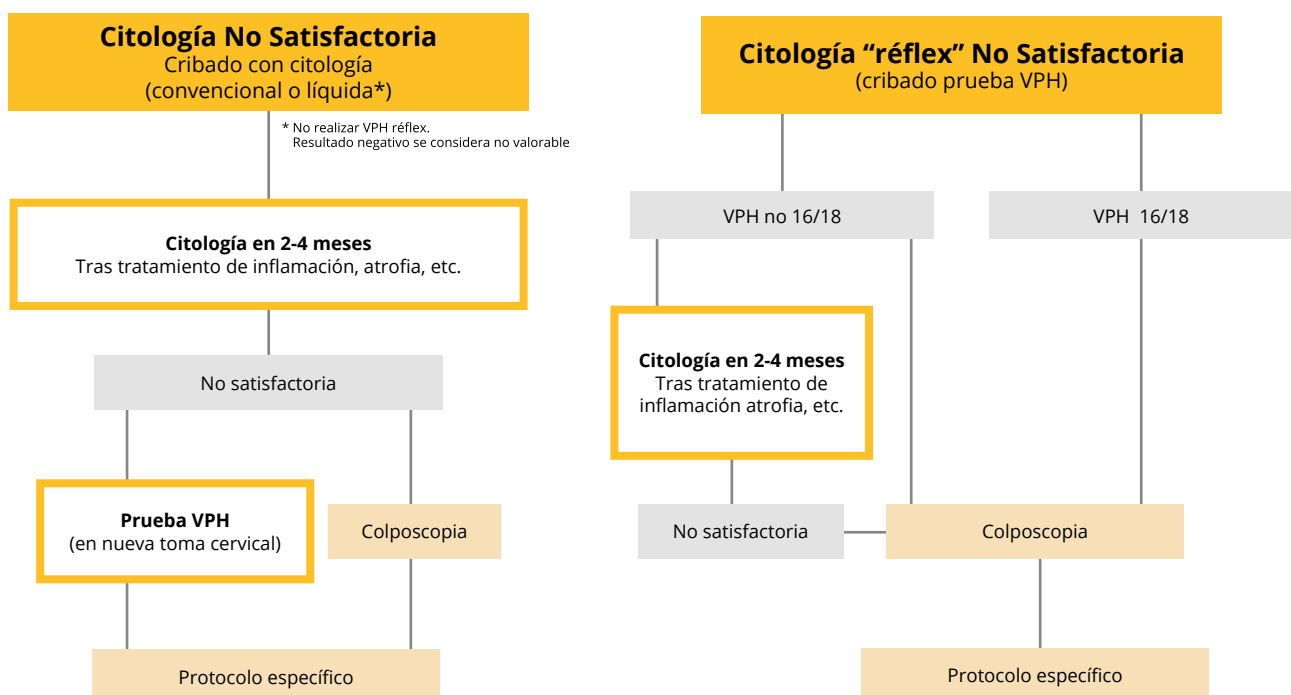 Citología No Satisfactoria
Cribado con citología
(convencional o líquida*)
* No realizar VPH réflex.
Resultado negativo se considera no valorable
Citología en 2-4 meses
Tras tratamiento de inflamación, atrofia, etc.
No satisfactoria
Prueba VPH
(en nueva toma cervical)
Colposcopia
Protocolo específico
Citología “réflex” No Satisfactoria
(cribado prueba VPH)
VPH no 16/18
VPH 16/18
Citología en 2-4 meses
Tras tratamiento de
inflamación atrofia, etc.
No satisfactoria
Colposcopia
Protocolo específico